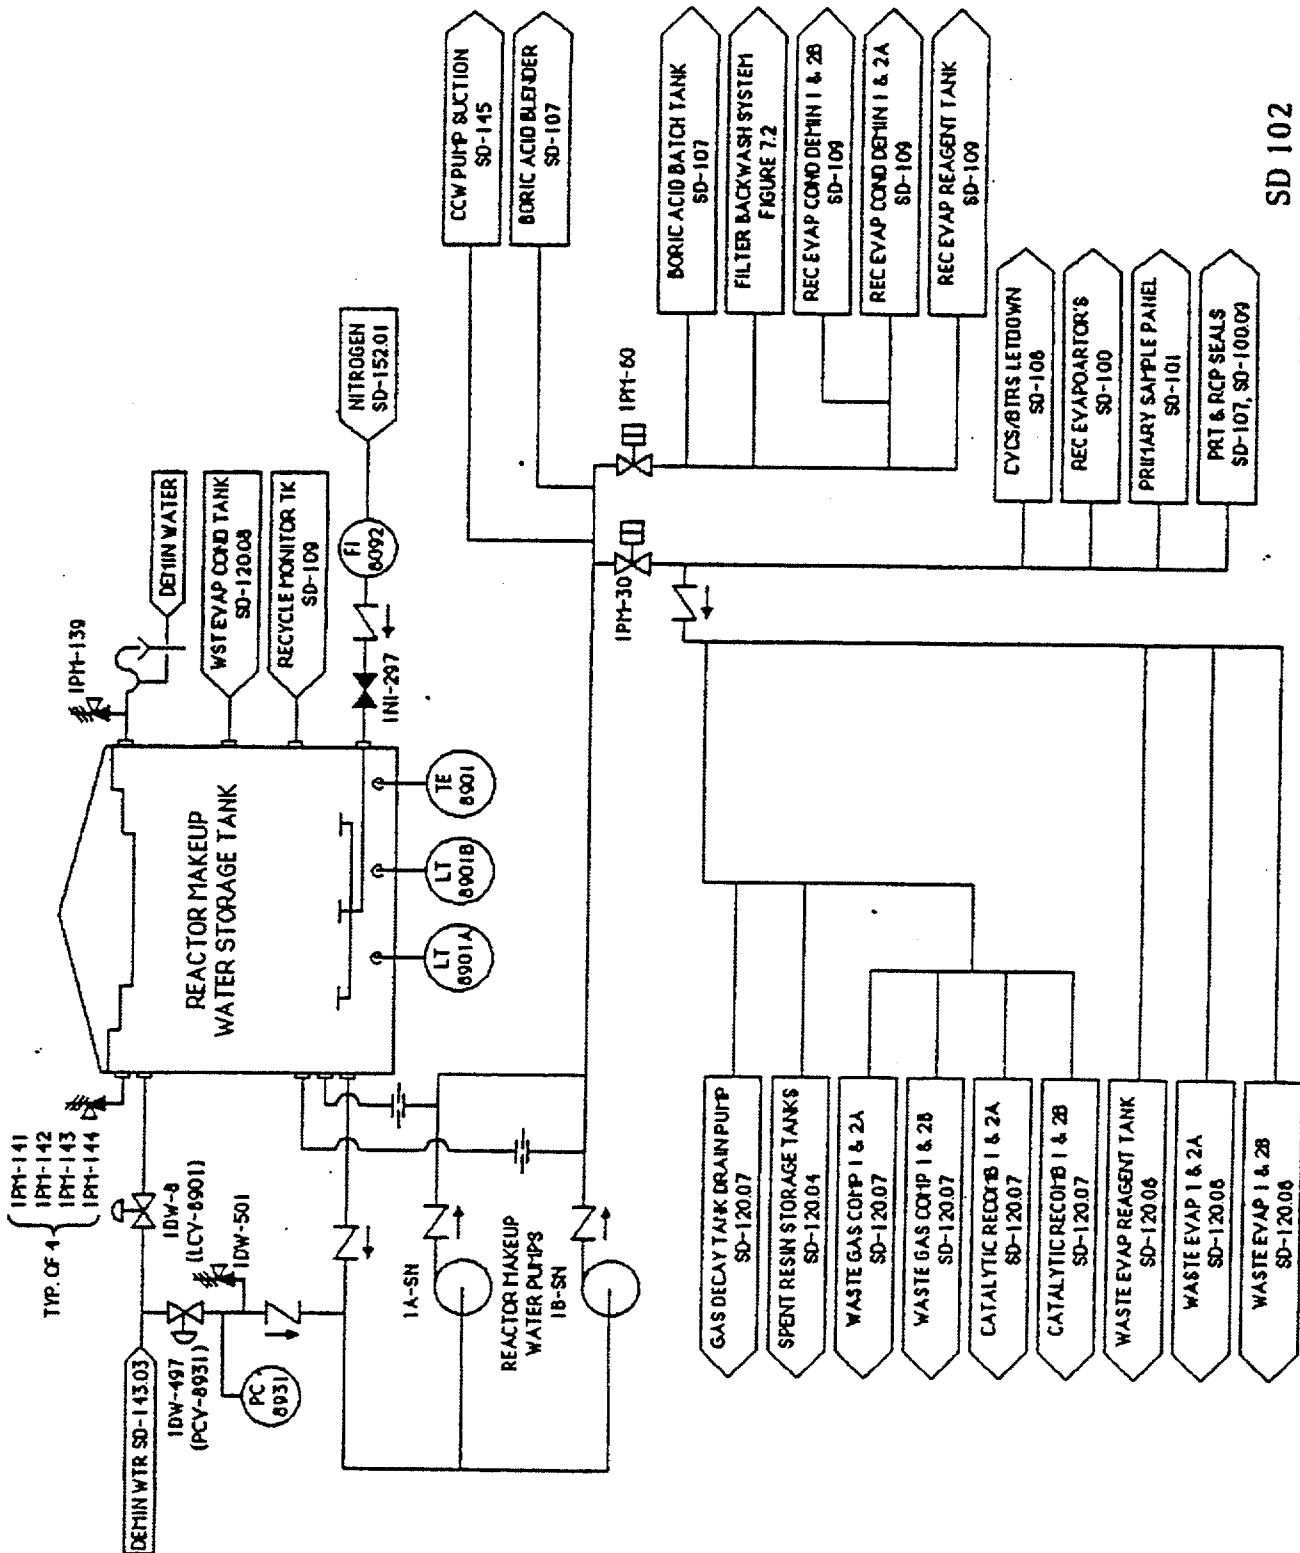 TYP. OF 4
1PM-141
1PM-142
1PM-143
1PM-144
1PM-139
DEMIN WATER
DEMIN WTR SD-143.03
1DW-8
(LCV-8901)
1DW-497
(PCV-8931)
1DW-501
PC
8931
REACTOR MAKEUP
WATER STORAGE TANK
WST EVAP COND TANK
SD-120.08
RECYCLE MONITOR TK
SD-109
NITROGEN
SD-152.01
FI
8092
1NI-297
LT
8901A
LT
8901B
TE
8901
1A-SN
REACTOR MAKEUP
WATER PUMPS
1B-SN
CCW PUMP SUCTION
SD-145
BORIC ACID BLENDER
SD-107
1PM-30
1PM-60
BORIC ACID BATCH TANK
SD-107
FILTER BACKWASH SYSTEM
FIGURE 7.2
REC EVAP COND DEMIN 1 & 2B
SD-109
REC EVAP COND DEMIN 1 & 2A
SD-109
REC EVAP REAGENT TANK
SD-109
CVCS/BTRS LETDOWN
SD-108
REC EVAPOARTOR'S
SD-100
PRIMARY SAMPLE PANEL
SD-101
PRT & RCP SEALS
SD-107, SD-100.09
GAS DECAY TANK DRAIN PUMP
SD-120.07
SPENT RESIN STORAGE TANKS
SD-120.04
WASTE GAS COMP 1 & 2A
SD-120.07
WASTE GAS COMP 1 & 2B
SD-120.07
CATALYTIC RECOMB 1 & 2A
SD-120.07
CATALYTIC RECOMB 1 & 2B
SD-120.07
WASTE EVAP REAGENT TANK
SD-120.08
WASTE EVAP 1 & 2A
SD-120.08
WASTE EVAP 1 & 2B
SD-120.08
SD 102